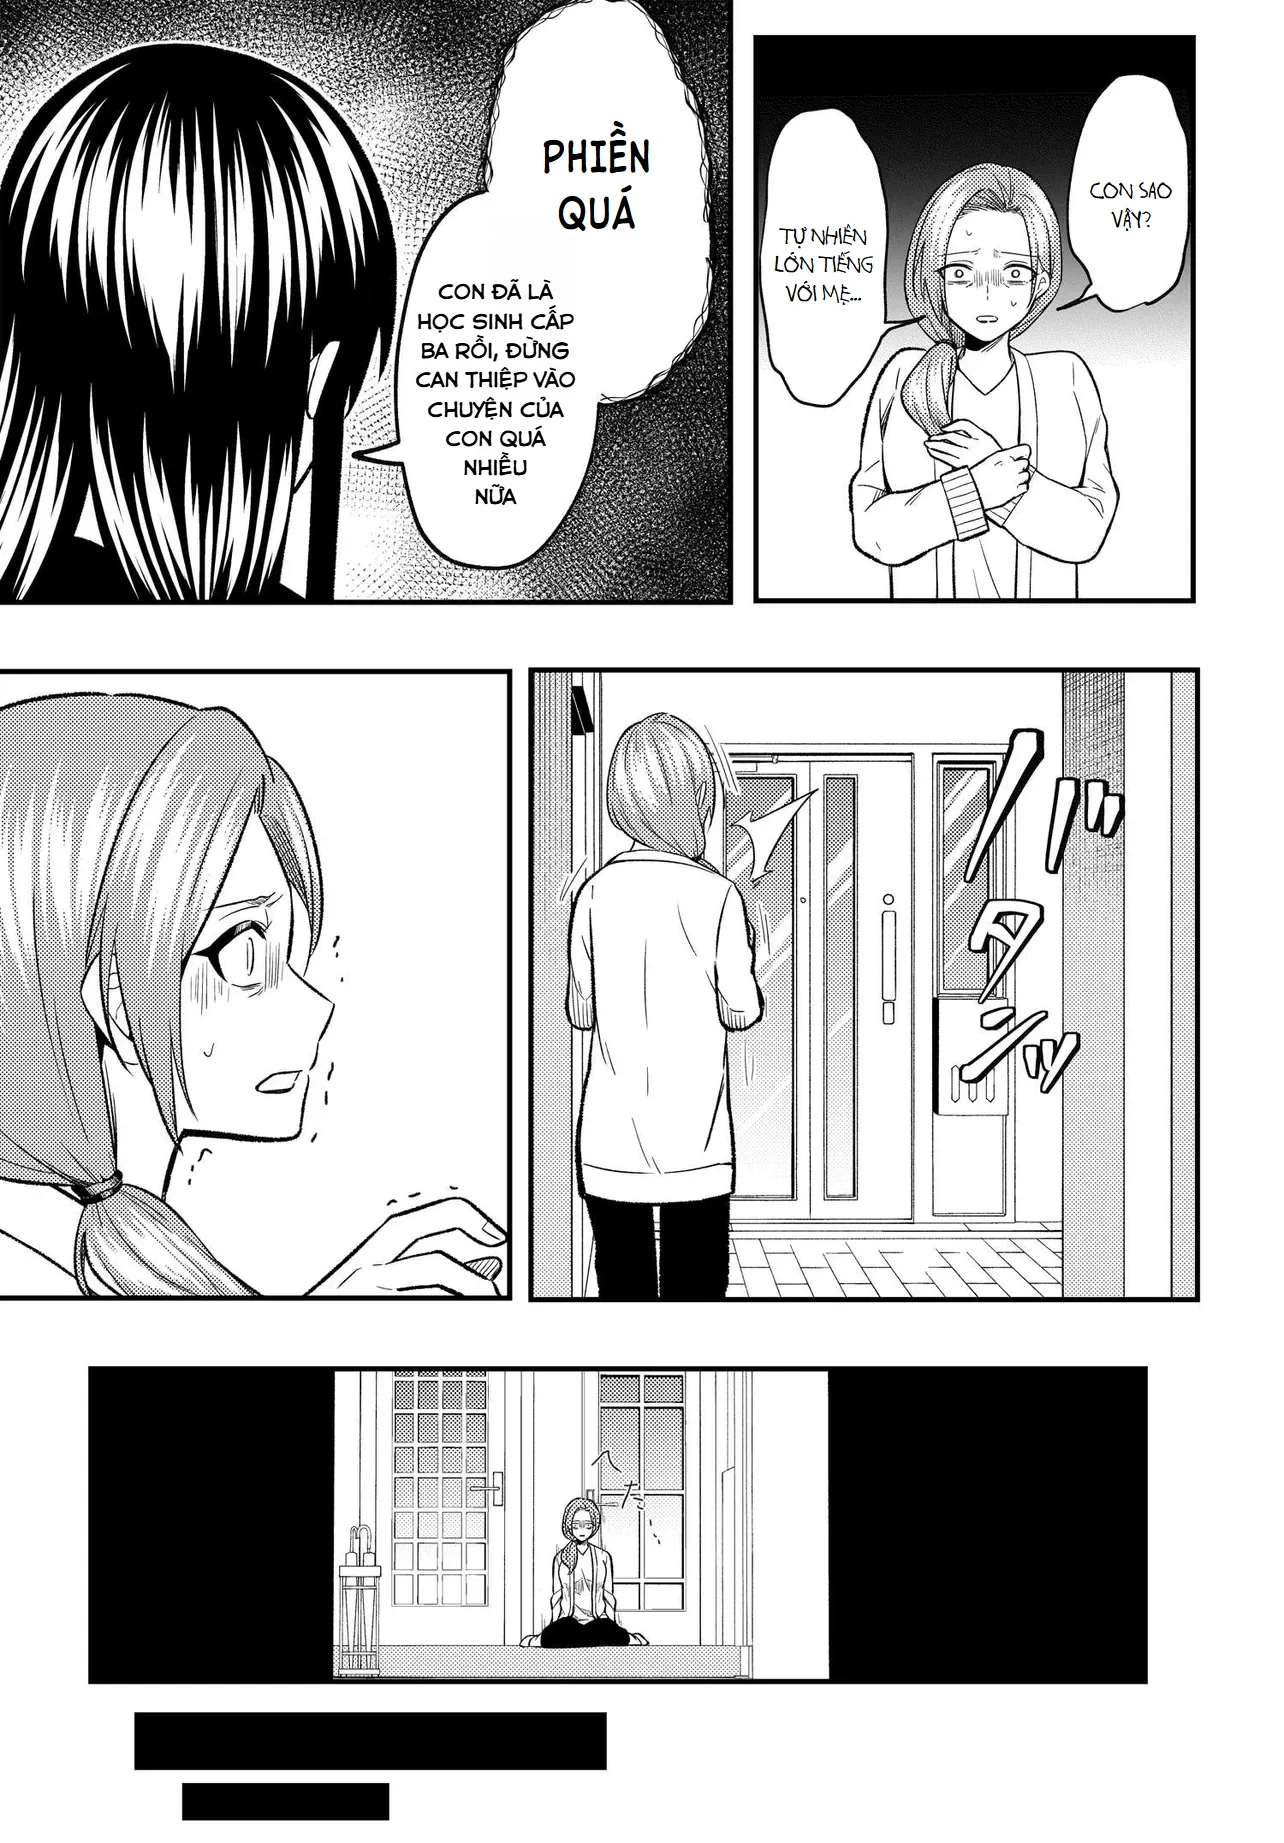 CON SAO
VẬY?
TỰ NHIÊN
LỚN TIẾNG
VỚI MẸ...
PHIỀN
QUÁ
CON ĐÃ LÀ
HỌC SINH CẤP
BA RỒI, ĐỪNG
CAN THIỆP VÀO
CHUYỆN CỦA
CON QUÁ
NHIỀU
NỮA
バタンッ
へた…